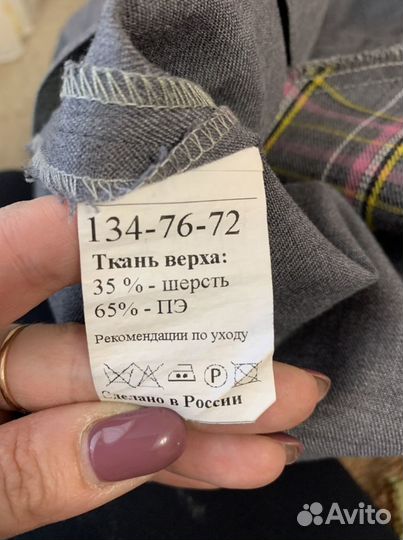 134-76-72
Ткань верха:
35 % - шерсть
65% - ПЭ
Рекомендации по уходу
P
Сделано в России
Avito